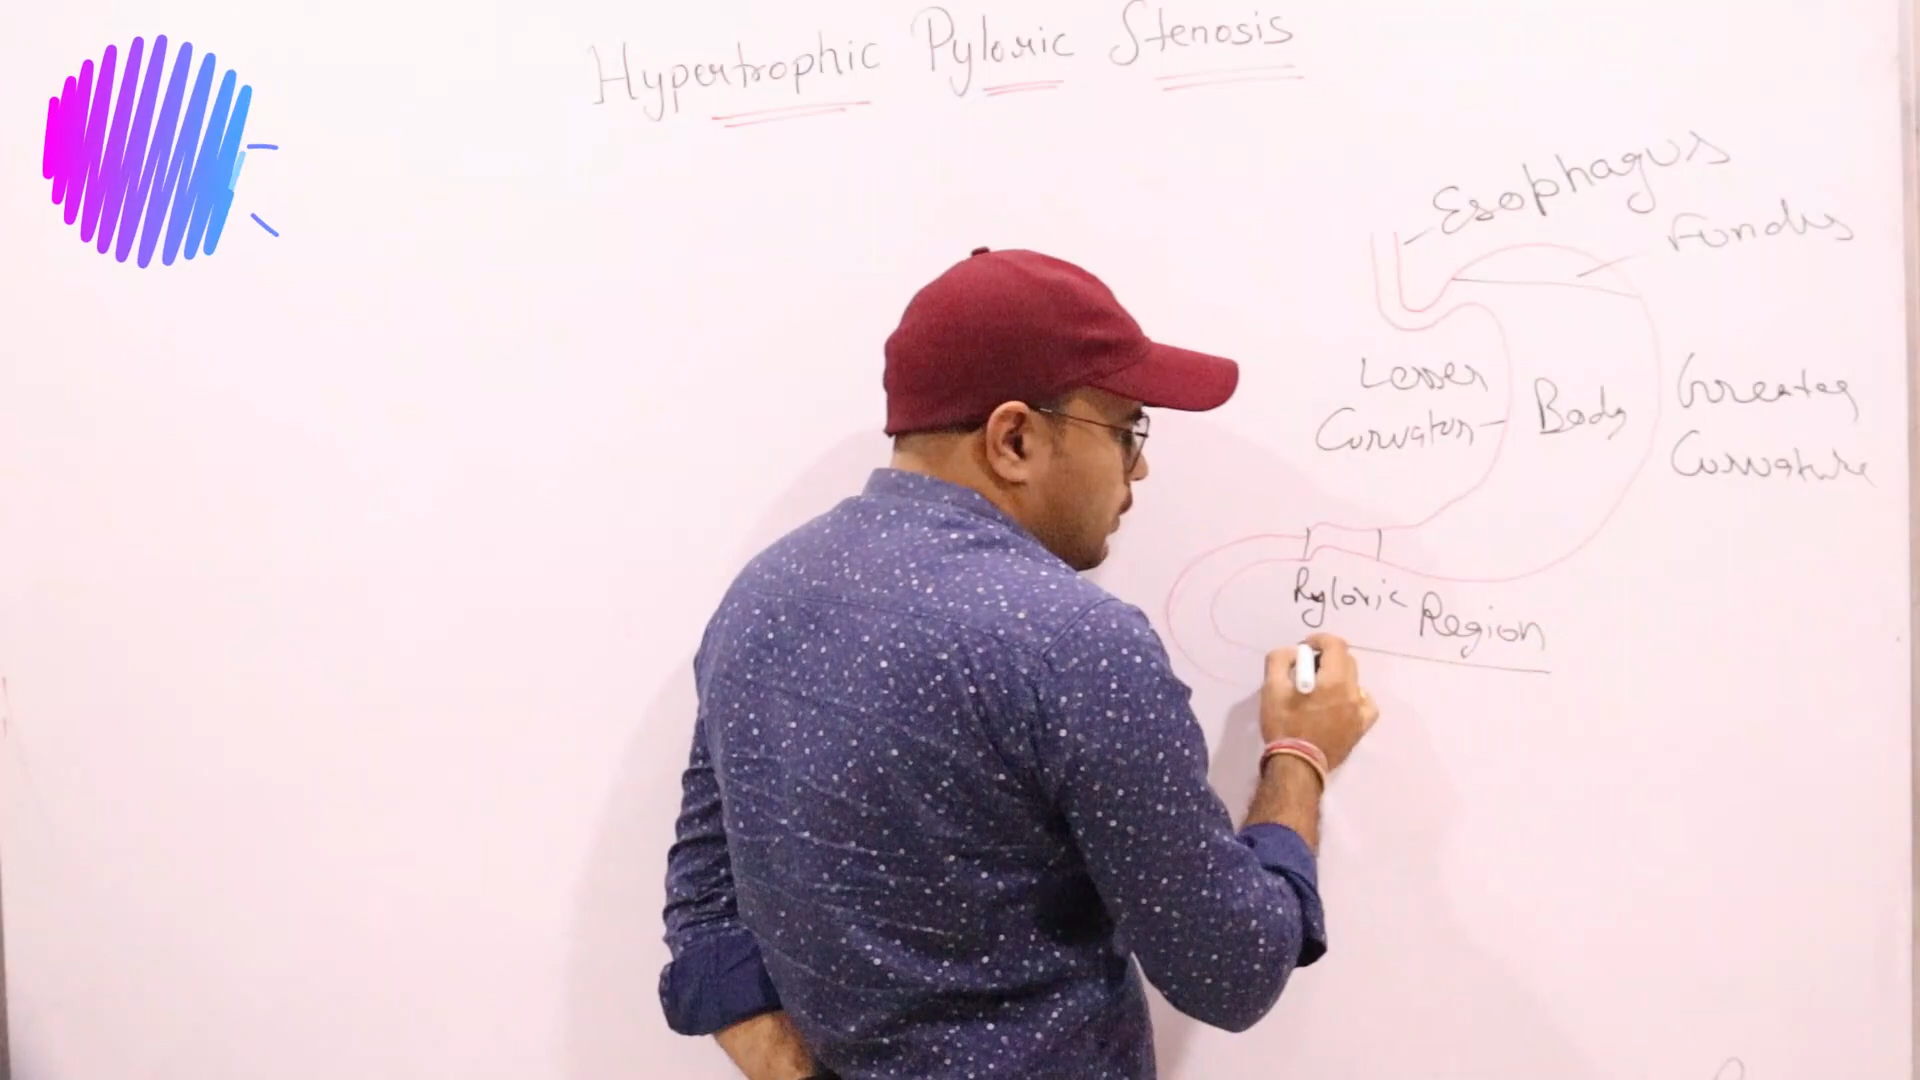 Hypertrophic Pyloric Stenosis
Esophagus
Fundus
Lesser
Curvature
Body
Greater
Curvature
Pyloric Region